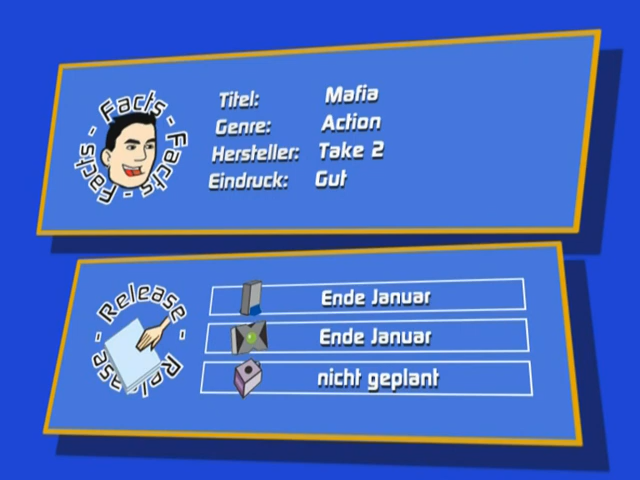 Facts - Facts - Facts -
Titel: Mafia
Genre: Action
Hersteller: Take 2
Eindruck: Gut
Release - Release -
Ende Januar
Ende Januar
nicht geplant